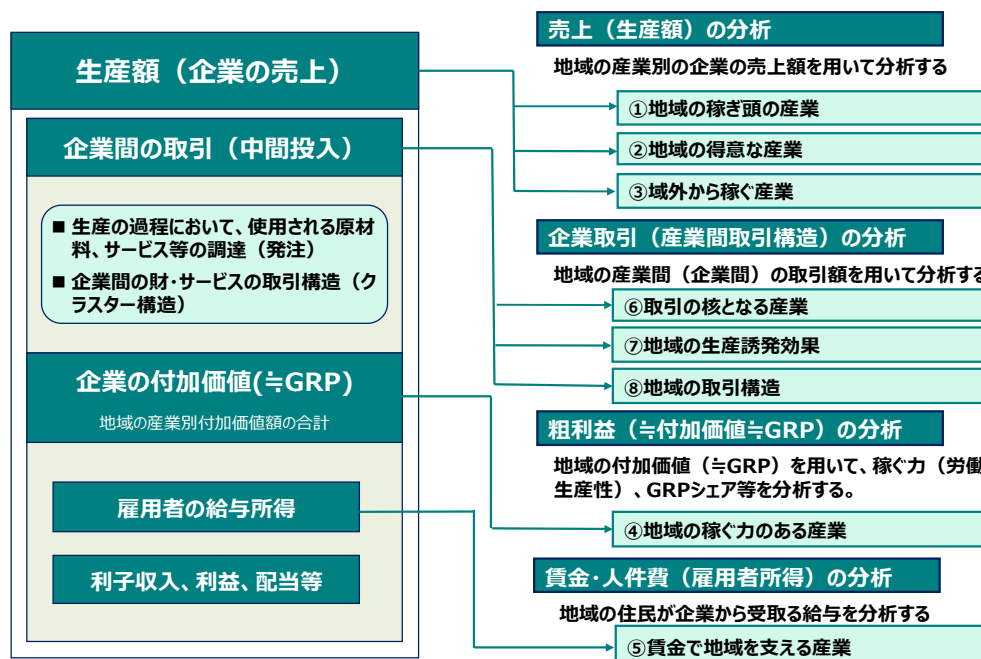 生産額（企業の売上）
企業間の取引（中間投入）
■ 生産の過程において、使用される原材
料、サービス等の調達（発注）
■ 企業間の財・サービスの取引構造（ク
ラスター構造）
企業の付加価値(≒GRP)
地域の産業別付加価値額の合計
雇用者の給与所得
利子収入、利益、配当等
売上（生産額）の分析
地域の産業別の企業の売上額を用いて分析する
①地域の稼ぎ頭の産業
②地域の得意な産業
③域外から稼ぐ産業
企業取引（産業間取引構造）の分析
地域の産業間（企業間）の取引額を用いて分析する
⑥取引の核となる産業
⑦地域の生産誘発効果
⑧地域の取引構造
粗利益（≒付加価値≒GRP）の分析
地域の付加価値（≒GRP）を用いて、稼ぐ力（労働
生産性）、GRPシェア等を分析する。
④地域の稼ぐ力のある産業
賃金・人件費（雇用者所得）の分析
地域の住民が企業から受取る給与を分析する
⑤賃金で地域を支える産業